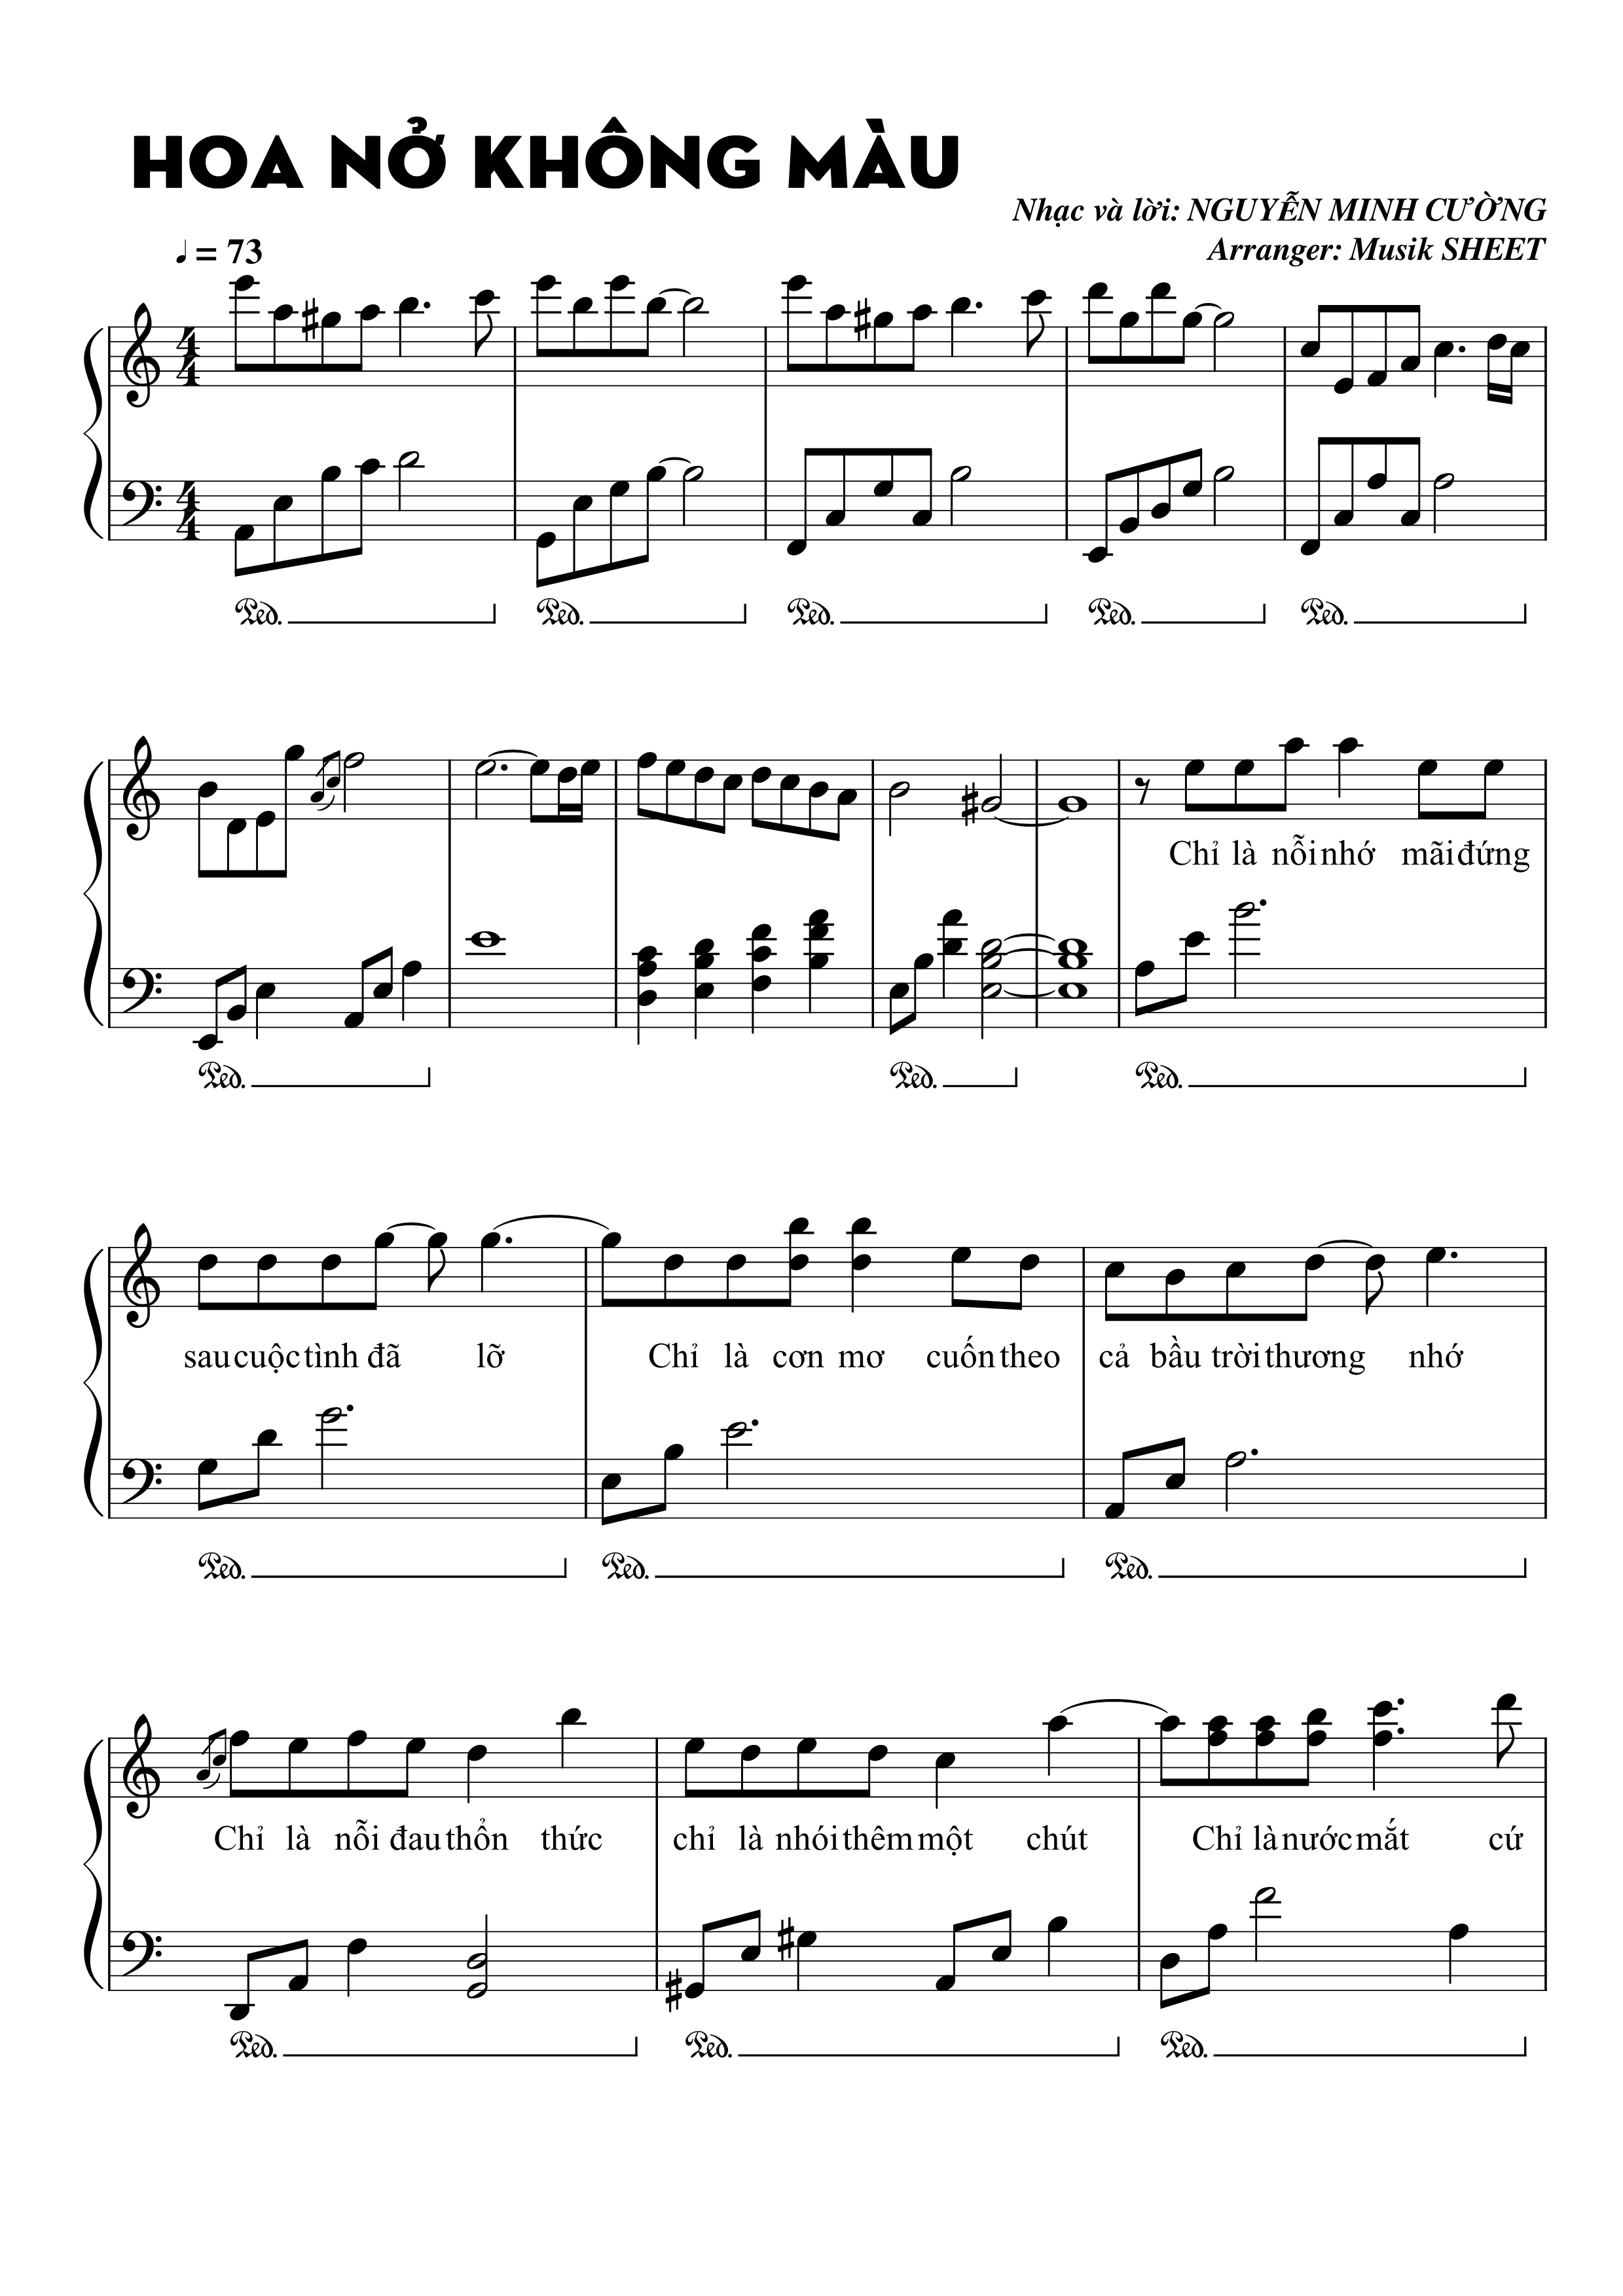 HOA NỞ KHÔNG MÀU
Nhạc và lời: NGUYỄN MINH CƯỜNG
Arranger: Musik SHEET
♩ = 73
4 4
4 4
Ped. Ped. Ped. Ped. Ped.
Chỉ là nỗi nhớ mãi đứng
Ped. Ped. Ped.
sau cuộc tình đã lỡ Chỉ là cơn mơ cuốn theo cả bầu trời thương nhớ
Ped. Ped. Ped.
Chỉ là nỗi đau thổn thức chỉ là nhói thêm một chút Chỉ là nước mắt cứ
Ped. Ped. Ped.